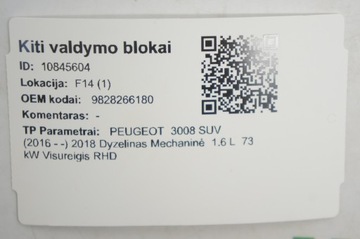 Kiti valdymo blokai
ID: 10845604
Lokacija: F14 (1)
OEM kodai: 9828266180
Komentaras: -
TP Parametrai: PEUGEOT 3008 SUV
(2016 - -) 2018 Dyzelinas Mechaninė 1.6 L 73
kW Visureigis RHD